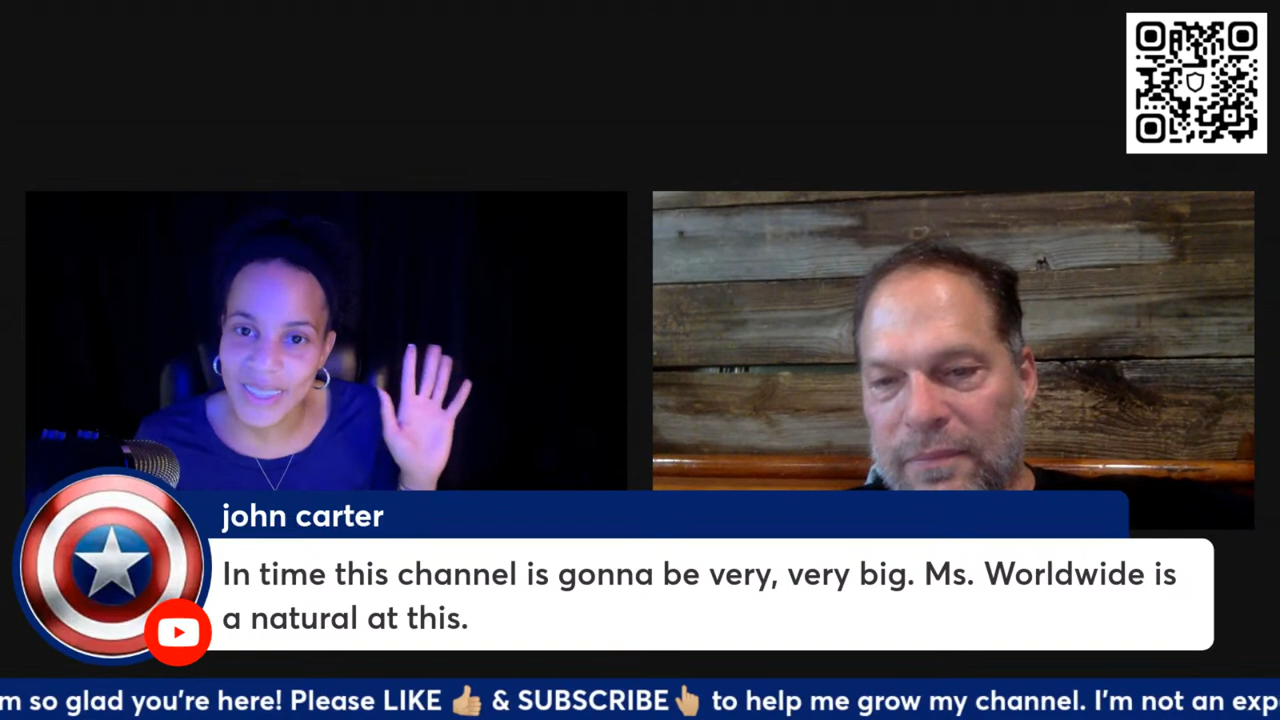 john carter
In time this channel is gonna be very, very big. Ms. Worldwide is
a natural at this.
m so glad you're here! Please LIKE 👍🏼 & SUBSCRIBE 👆🏼 to help me grow my channel. I'm not an exp